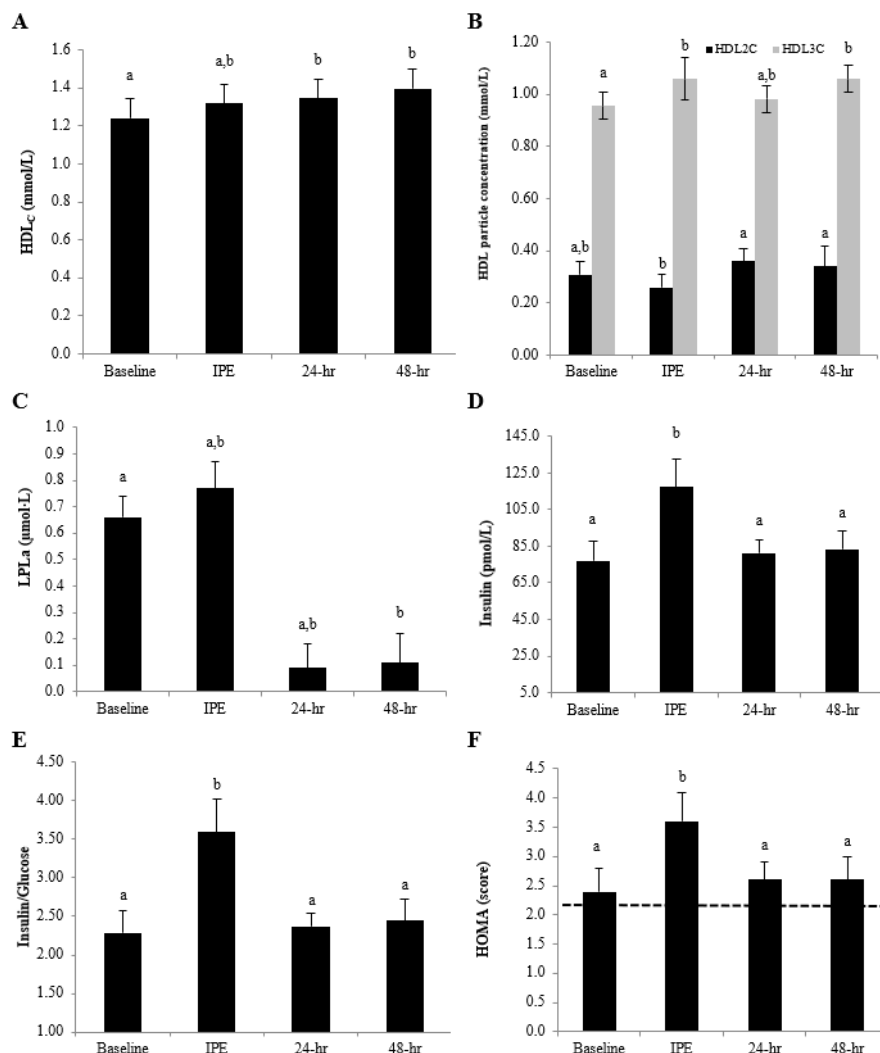 A
HDLC (mmol/L)
1.6
1.4
1.2
1.0
0.8
0.6
0.4
0.2
0.0
a
a,b
b
b
Baseline
IPE
24-hr
48-hr
B
HDL particle concentration (mmol/L)
1.20
1.00
0.80
0.60
0.40
0.20
0.00
HDL2C
HDL3C
a
b
a,b
b
a,b
b
a
a
Baseline
IPE
24-hr
48-hr
C
LPLa (μmol·L)
0.9
0.8
0.7
0.6
0.5
0.4
0.3
0.2
0.1
0.0
a
a,b
a,b
b
Baseline
IPE
24-hr
48-hr
D
Insulin (pmol/L)
145.0
125.0
105.0
85.0
65.0
45.0
25.0
5.0
a
b
a
a
Baseline
IPE
24-hr
48-hr
E
Insulin/Glucose
4.00
3.50
3.00
2.50
2.00
1.50
1.00
a
b
a
a
Baseline
IPE
24-hr
48-hr
F
HOMA (score)
4.5
4.0
3.5
3.0
2.5
2.0
1.5
1.0
0.5
0.0
a
b
a
a
Baseline
IPE
24-hr
48-hr